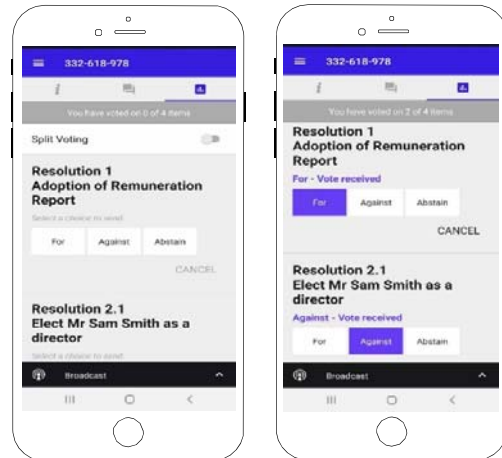 332-618-978
You have voted on 0 of 4 items
Split Voting
Resolution 1
Adoption of Remuneration
Report
Select a choice to send
For Against Abstain
CANCEL
Resolution 2.1
Elect Mr Sam Smith as a
director
Select a choice to send
Broadcast
332-618-978
You have voted on 2 of 4 items
Resolution 1
Adoption of Remuneration
Report
For - Vote received
For Against Abstain
CANCEL
Resolution 2.1
Elect Mr Sam Smith as a
director
Against - Vote received
For Against Abstain
Broadcast